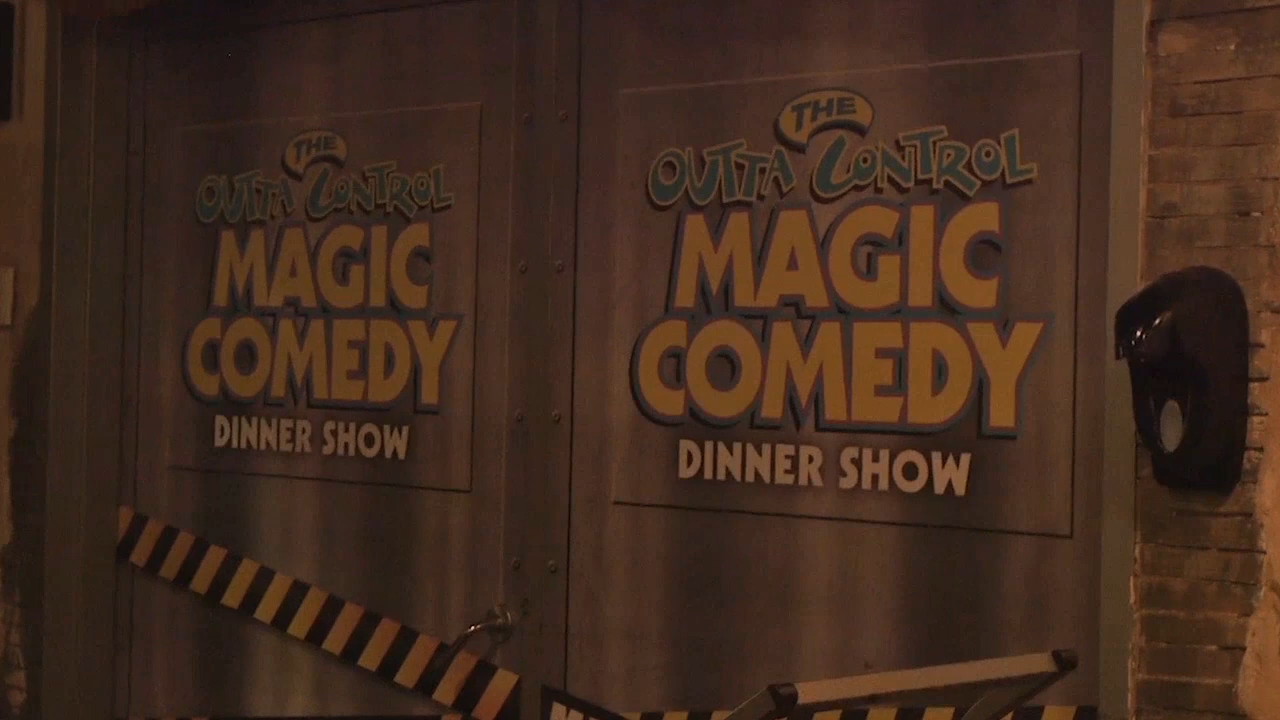 THE
OUTTA CONTROL
MAGIC
COMEDY
DINNER SHOW
THE
OUTTA CONTROL
MAGIC
COMEDY
DINNER SHOW